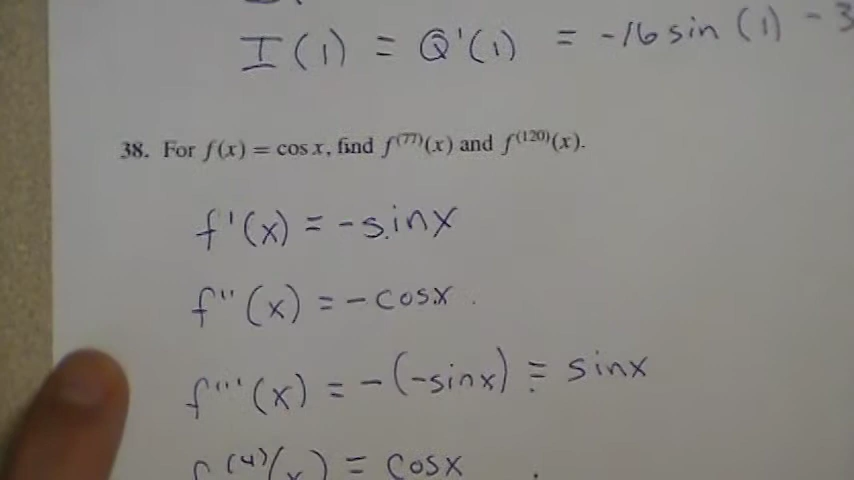 I(1) = Q'(1) = -16 sin (1) - 3
38. For f(x) = cos x, find f^(77)(x) and f^(120)(x).
f'(x) = -sinx
f''(x) = -cosx
f'''(x) = -(-sinx) = sinx
f^(4)(x) = cosx